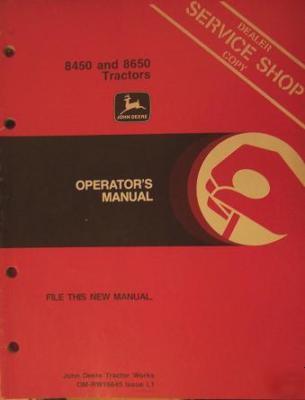 8450 and 8650
Tractors
DEALER
SERVICE SHOP
COPY
JOHN DEERE
OPERATOR'S
MANUAL
FILE THIS NEW MANUAL.
John Deere Tractor Works
OM-RW16645 Issue L1